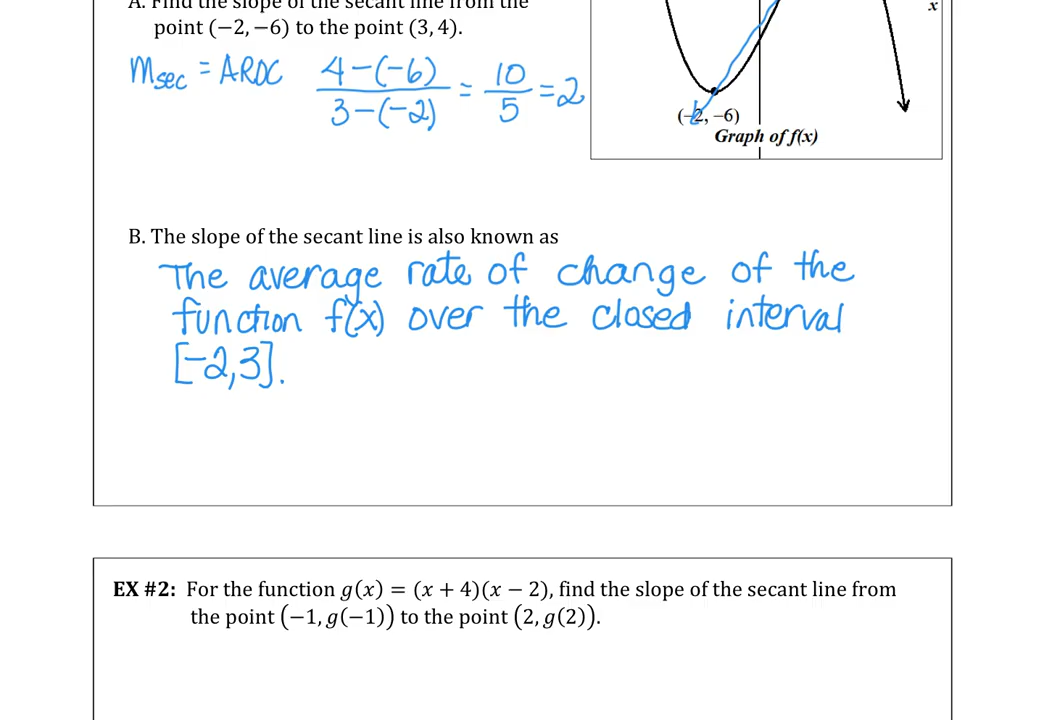 A. Find the slope of the secant line from the
point (−2, −6) to the point (3, 4).
x
m_sec = AROC 4-(-6)/3-(-2) = 10/5 = 2
(−2, −6)
Graph of f(x)
B. The slope of the secant line is also known as
The average rate of change of the
function f(x) over the closed interval
[-2,3].
EX #2: For the function g(x) = (x + 4)(x − 2), find the slope of the secant line from
the point (−1, g(−1)) to the point (2, g(2)).